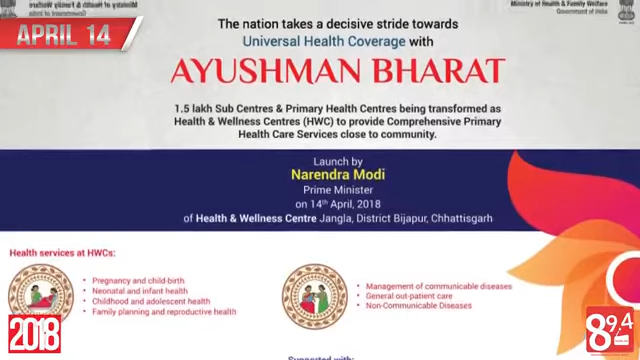 Ministry of Health & Family Welfare
Government of India
APRIL 14
The nation takes a decisive stride towards
Universal Health Coverage with
AYUSHMAN BHARAT
1.5 lakh Sub Centres & Primary Health Centres being transformed as
Health & Wellness Centres (HWC) to provide Comprehensive Primary
Health Care Services close to community.
Launch by
Narendra Modi
Prime Minister
on 14th April, 2018
of Health & Wellness Centre Jangla, District Bijapur, Chhattisgarh
Health services at HWCs:
• Pregnancy and child-birth
• Neonatal and infant health
• Childhood and adolescent health
• Family planning and reproductive health
• Management of communicable diseases
• General out-patient care
• Non-Communicable Diseases
2018
89.4
Supported with: